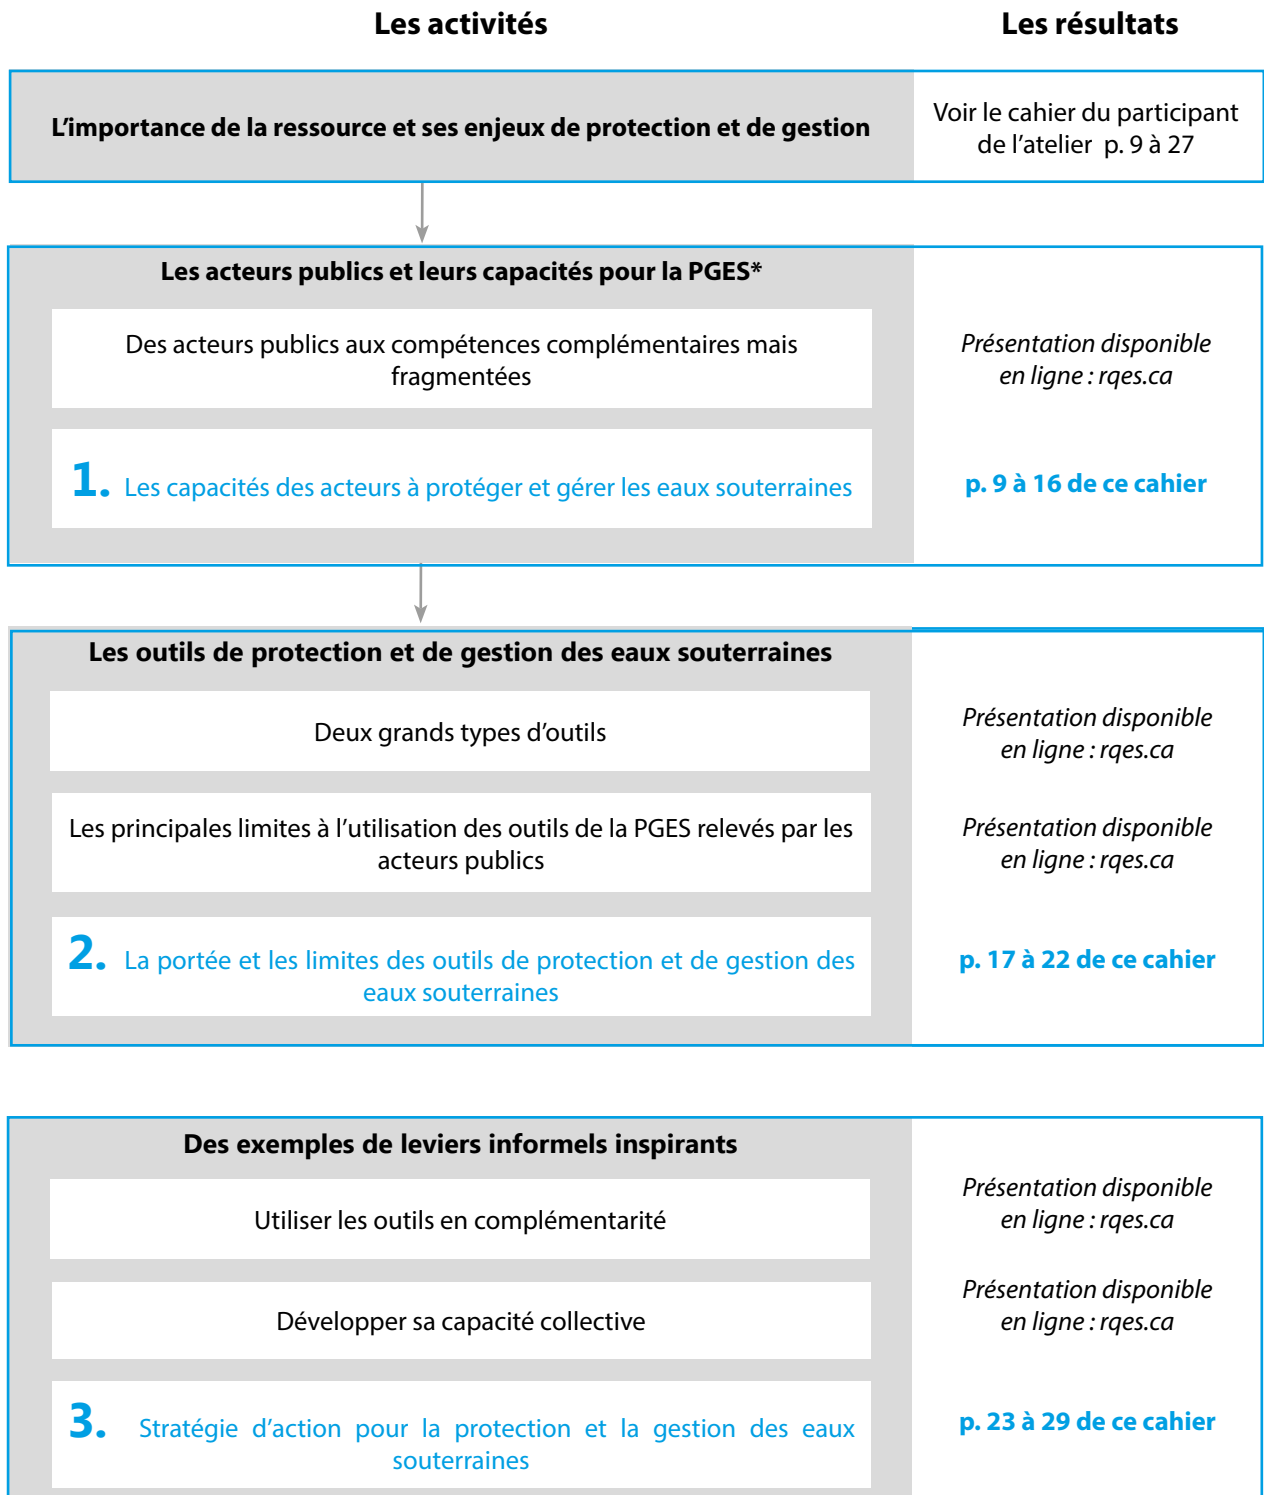 Les activités
Les résultats
L’importance de la ressource et ses enjeux de protection et de gestion
Voir le cahier du participant
de l’atelier p. 9 à 27
Les acteurs publics et leurs capacités pour la PGES*
Des acteurs publics aux compétences complémentaires mais
fragmentées
Présentation disponible
en ligne : rqes.ca
1. Les capacités des acteurs à protéger et gérer les eaux souterraines
p. 9 à 16 de ce cahier
Les outils de protection et de gestion des eaux souterraines
Deux grands types d’outils
Présentation disponible
en ligne : rqes.ca
Les principales limites à l’utilisation des outils de la PGES relevés par les
acteurs publics
Présentation disponible
en ligne : rqes.ca
2. La portée et les limites des outils de protection et de gestion des
eaux souterraines
p. 17 à 22 de ce cahier
Des exemples de leviers informels inspirants
Utiliser les outils en complémentarité
Présentation disponible
en ligne : rqes.ca
Développer sa capacité collective
Présentation disponible
en ligne : rqes.ca
3. Stratégie d’action pour la protection et la gestion des eaux
souterraines
p. 23 à 29 de ce cahier